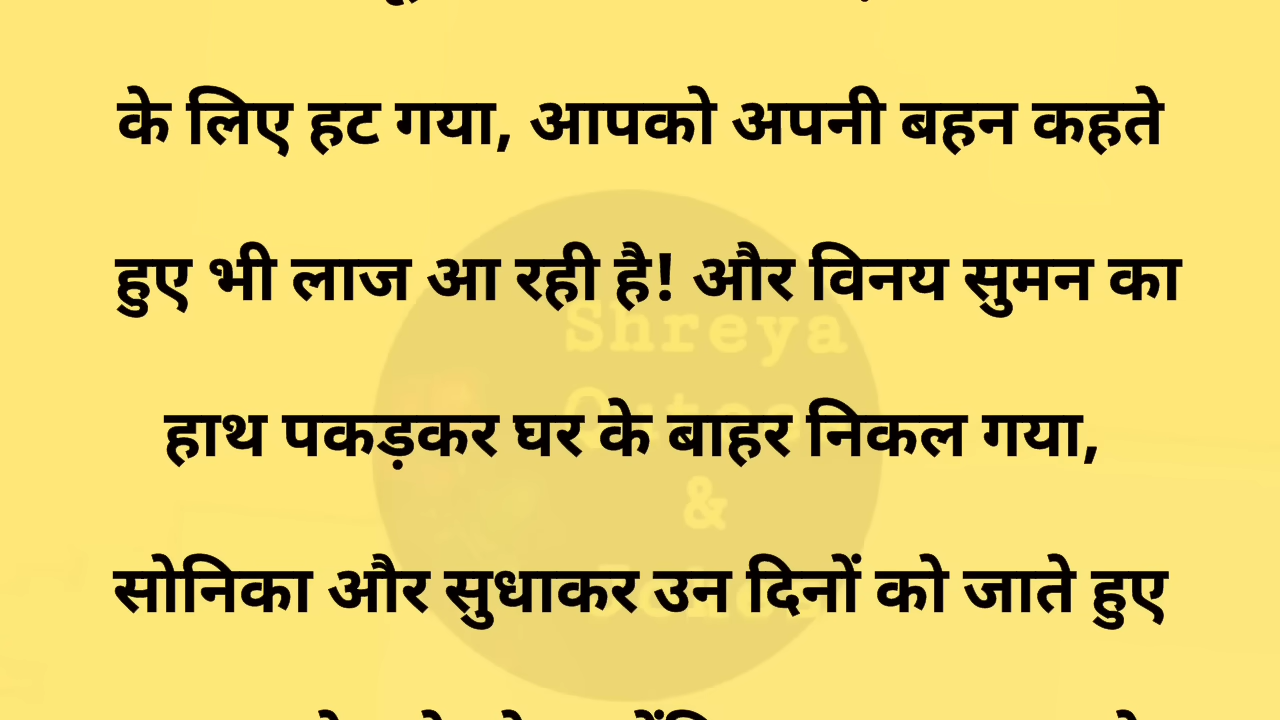 के लिए हट गया, आपको अपनी बहन कहते
हुए भी लाज आ रही है! और विनय सुमन का
Shreya
हाथ पकड़कर घर के बाहर निकल गया,
&
सोनिका और सुधाकर उन दिनों को जाते हुए